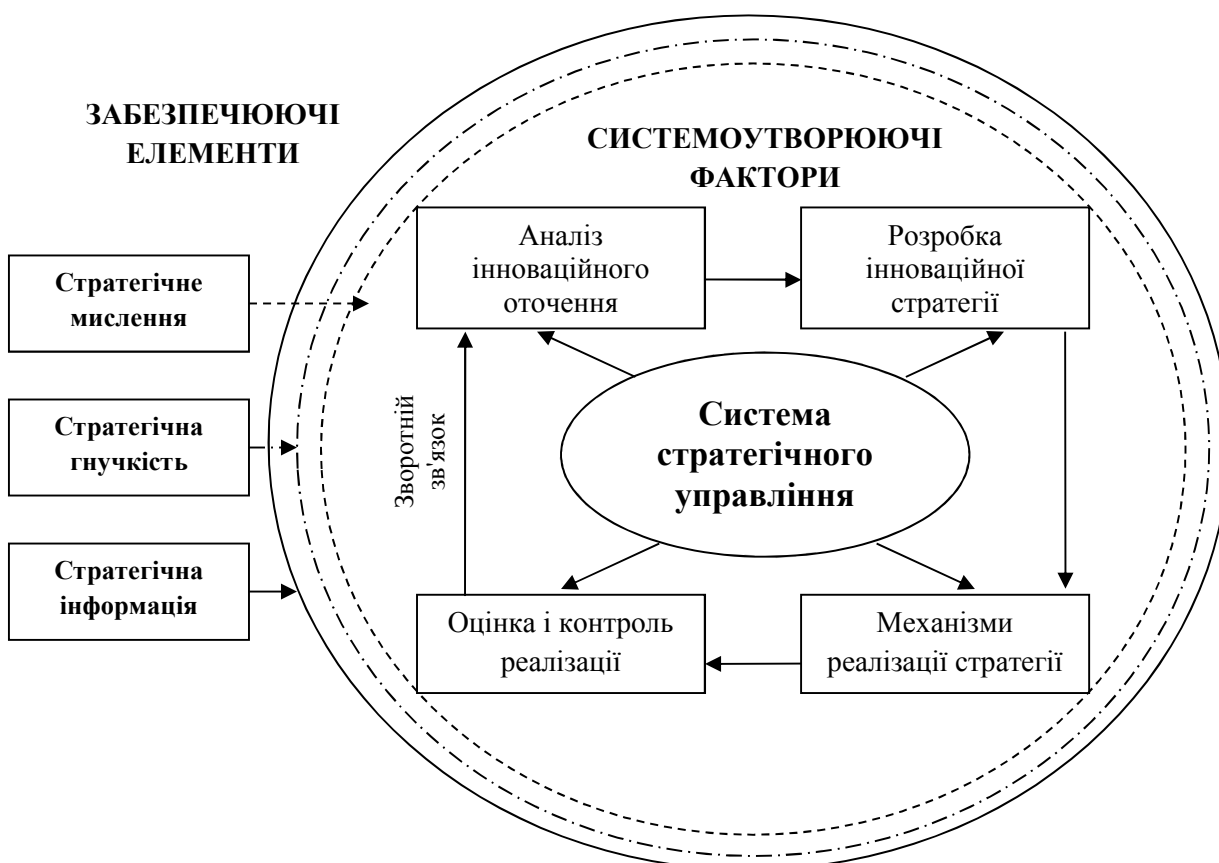 ЗАБЕЗПЕЧЮЮЧІ
ЕЛЕМЕНТИ
СИСТЕМОУТВОРЮЮЧІ
ФАКТОРИ
Стратегічне
мислення
Стратегічна
гнучкість
Стратегічна
інформація
Аналіз
інноваційного
оточення
Розробка
інноваційної
стратегії
Зворотній
зв'язок
Система
стратегічного
управління
Оцінка і контроль
реалізації
Механізми
реалізації стратегії